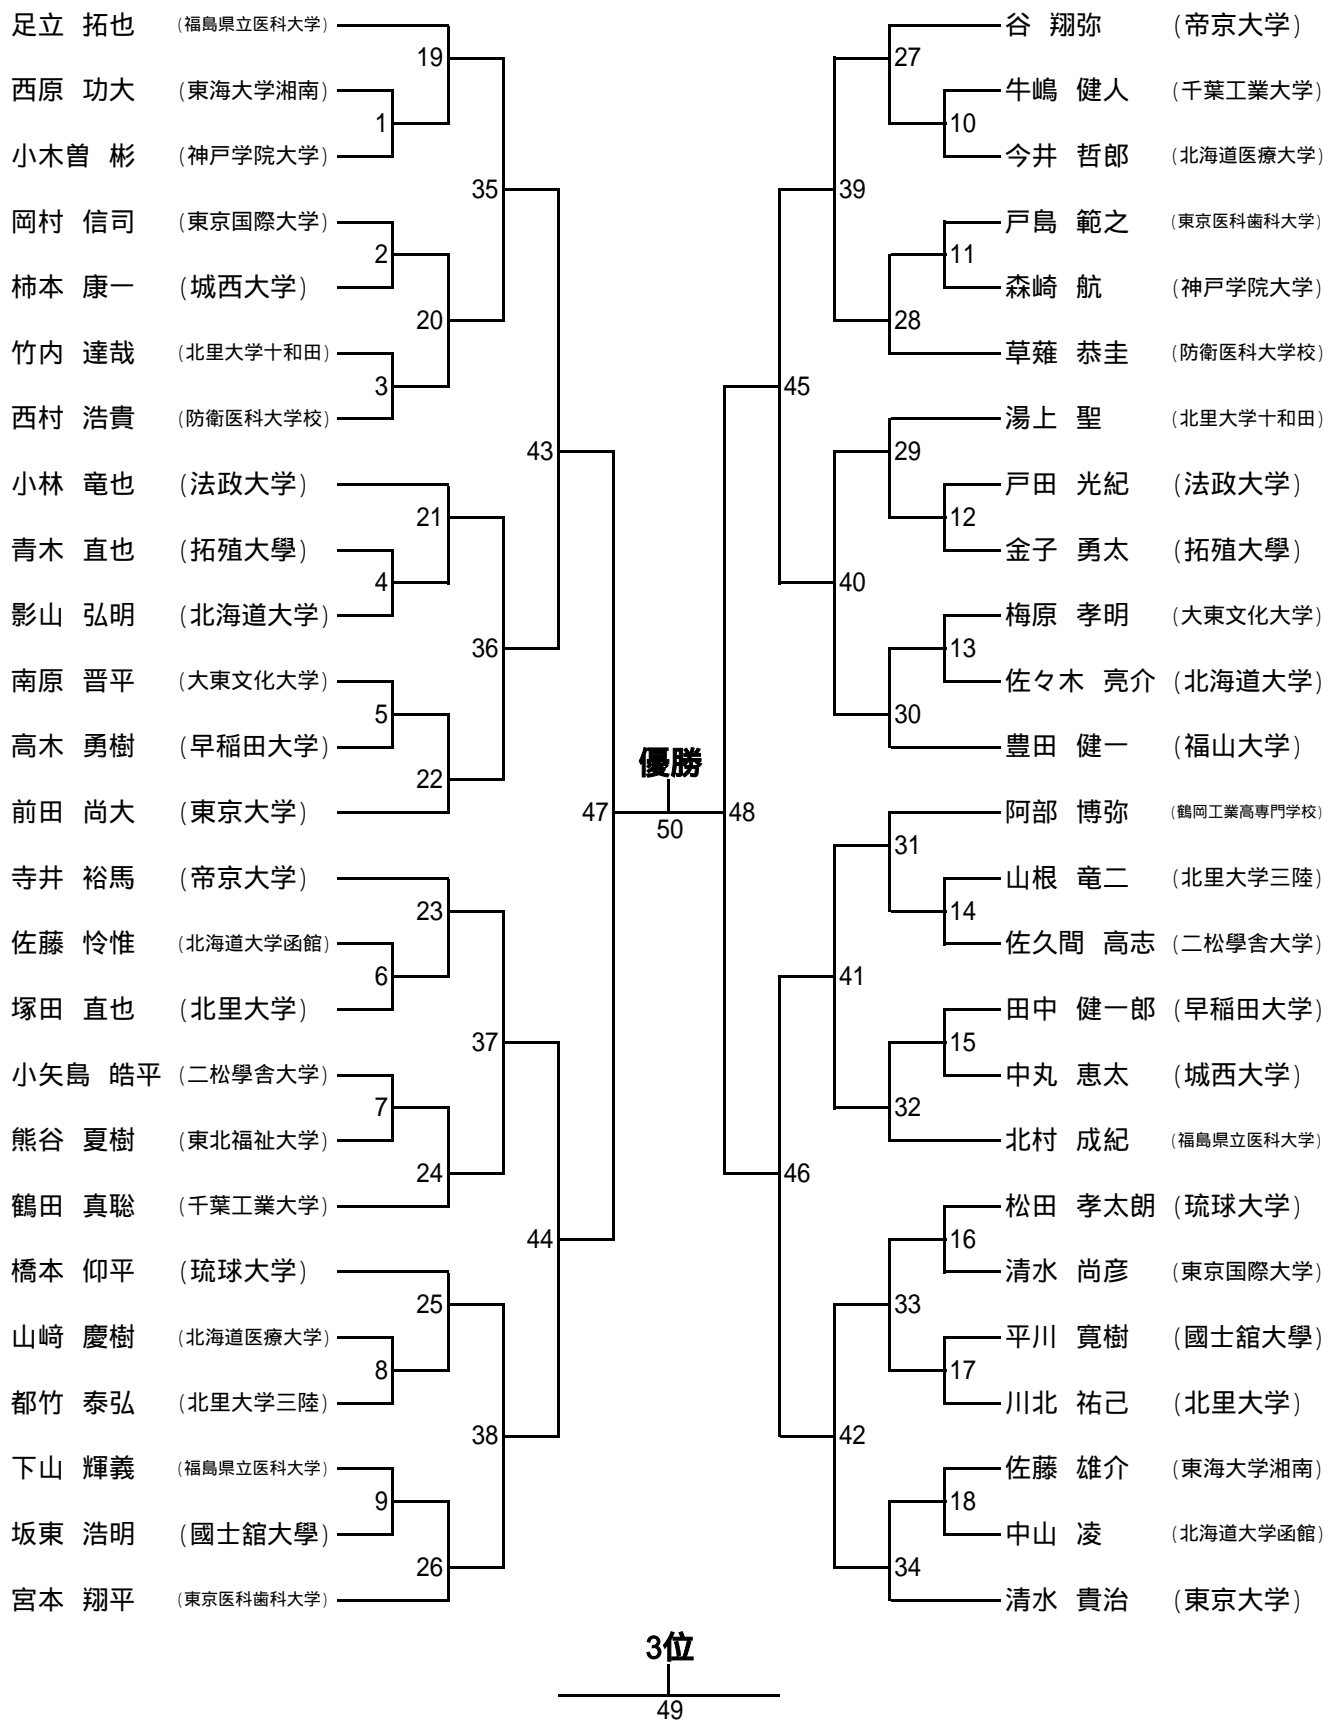 足立 拓也 (福島県立医科大学)
19
西原 功大 (東海大学湘南)
1
小木曽 彬 (神戸学院大学)
35
岡村 信司 (東京国際大学)
2
柿本 康一 (城西大学)
20
竹内 達哉 (北里大学十和田)
3
西村 浩貴 (防衛医科大学校)
43
小林 竜也 (法政大学)
21
青木 直也 (拓殖大學)
4
影山 弘明 (北海道大学)
36
南原 晋平 (大東文化大学)
5
高木 勇樹 (早稲田大学)
22
前田 尚大 (東京大学)
47
寺井 裕馬 (帝京大学)
23
佐藤 怜惟 (北海道大学函館)
6
塚田 直也 (北里大学)
37
小矢島 皓平 (二松學舎大学)
7
熊谷 夏樹 (東北福祉大学)
24
鶴田 真聡 (千葉工業大学)
44
橋本 仰平 (琉球大学)
25
山﨑 慶樹 (北海道医療大学)
8
都竹 泰弘 (北里大学三陸)
38
下山 輝義 (福島県立医科大学)
9
坂東 浩明 (國士舘大學)
26
宮本 翔平 (東京医科歯科大学)
優勝
50
谷 翔弥 (帝京大学)
27
牛嶋 健人 (千葉工業大学)
10
今井 哲郎 (北海道医療大学)
39
戸島 範之 (東京医科歯科大学)
11
森崎 航 (神戸学院大学)
28
草薙 恭圭 (防衛医科大学校)
45
湯上 聖 (北里大学十和田)
29
戸田 光紀 (法政大学)
12
金子 勇太 (拓殖大學)
40
梅原 孝明 (大東文化大学)
13
佐々木 亮介 (北海道大学)
30
豊田 健一 (福山大学)
48
阿部 博弥 (鶴岡工業高専門学校)
31
山根 竜二 (北里大学三陸)
14
佐久間 高志 (二松學舎大学)
41
田中 健一郎 (早稲田大学)
15
中丸 恵太 (城西大学)
32
北村 成紀 (福島県立医科大学)
46
松田 孝太朗 (琉球大学)
16
清水 尚彦 (東京国際大学)
33
平川 寛樹 (國士舘大學)
17
川北 祐己 (北里大学)
42
佐藤 雄介 (東海大学湘南)
18
中山 凌 (北海道大学函館)
34
清水 貴治 (東京大学)
3位
49